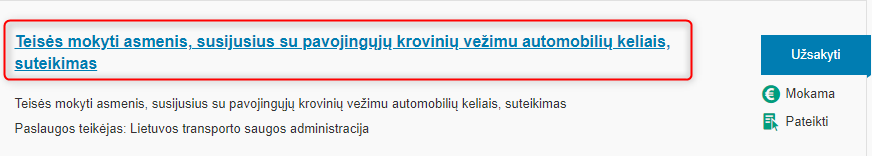 Teisės mokyti asmenis, susijusius su pavojingųjų krovinių vežimu automobilių keliais,
suteikimas
Užsakyti
Teisės mokyti asmenis, susijusius su pavojingųjų krovinių vežimu automobilių keliais, suteikimas
Mokama
Paslaugos teikėjas: Lietuvos transporto saugos administracija
Pateikti